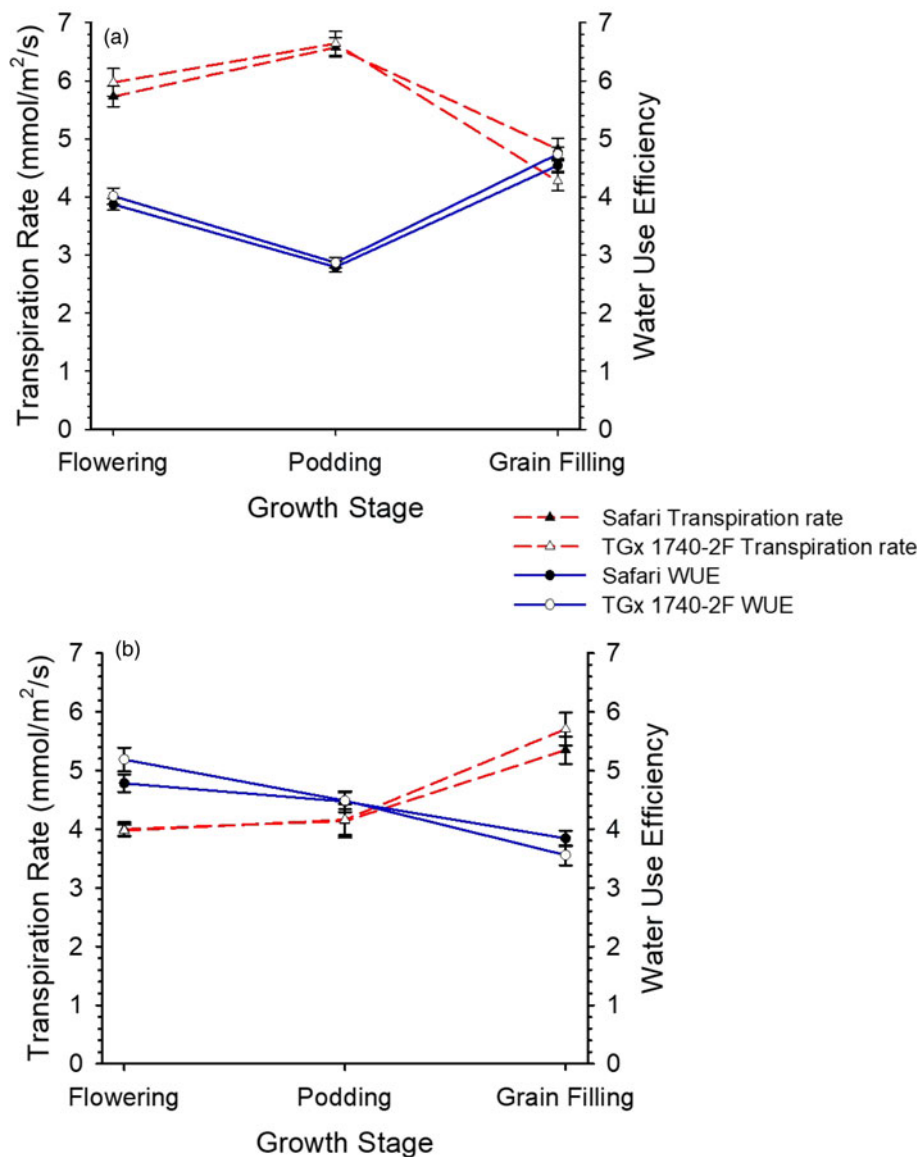 (a)
Transpiration Rate (mmol/m²/s)
7
6
5
4
3
2
1
0
7
6
5
4
3
2
1
0
Water Use Efficiency
Flowering Podding Grain Filling
Growth Stage
Safari Transpiration rate
TGx 1740-2F Transpiration rate
Safari WUE
TGx 1740-2F WUE
(b)
Transpiration Rate (mmol/m²/s)
7
6
5
4
3
2
1
0
7
6
5
4
3
2
1
0
Water Use Efficiency
Flowering Podding Grain Filling
Growth Stage